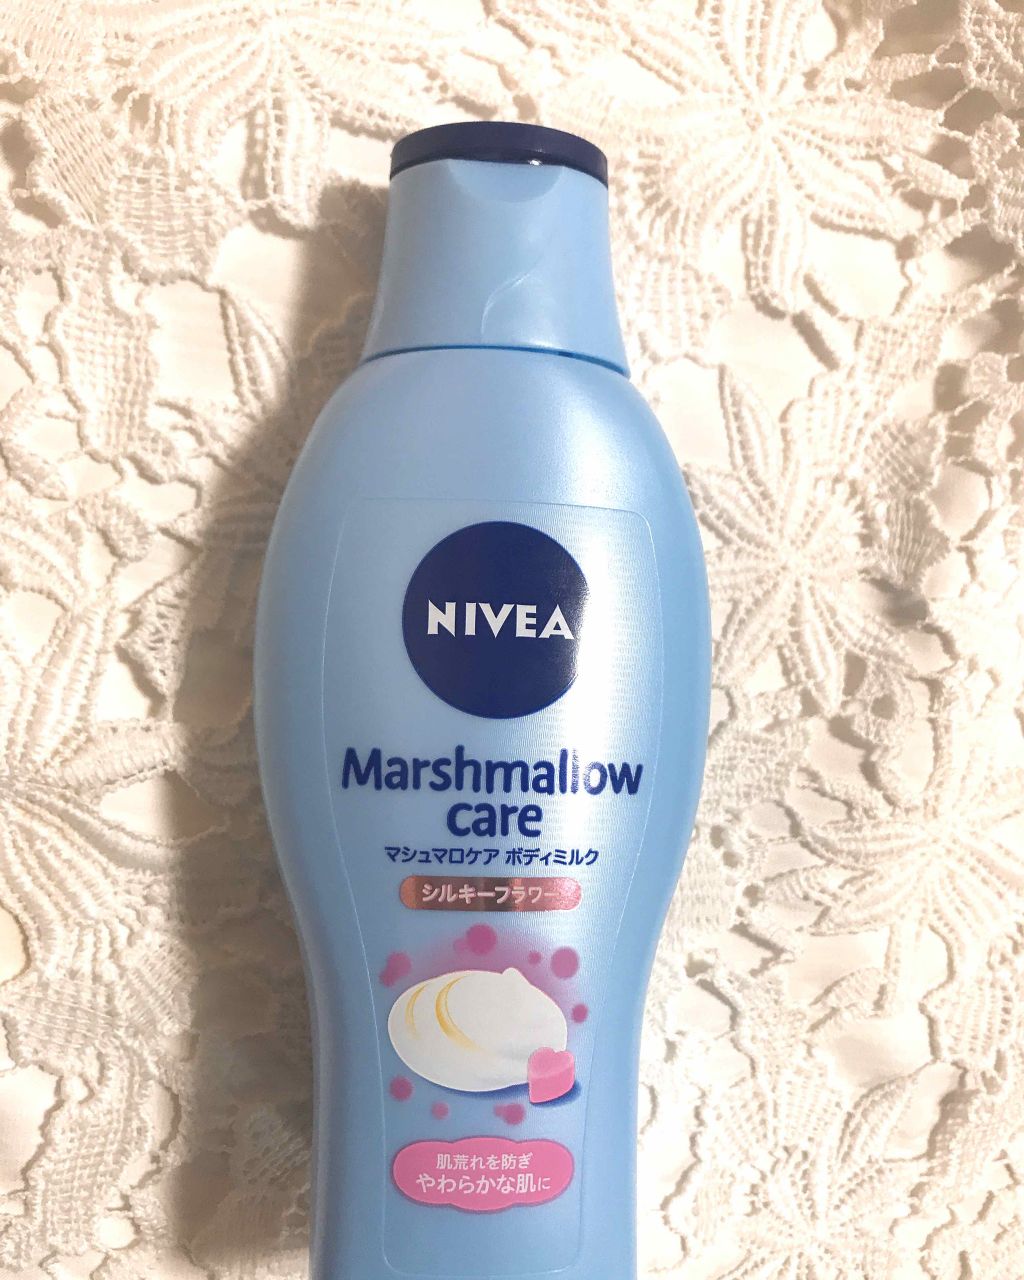 NIVEA
Marshmallow
care
マシュマロケア ボディミルク
シルキーフラワー
肌荒れを防ぎ
やわらかな肌に